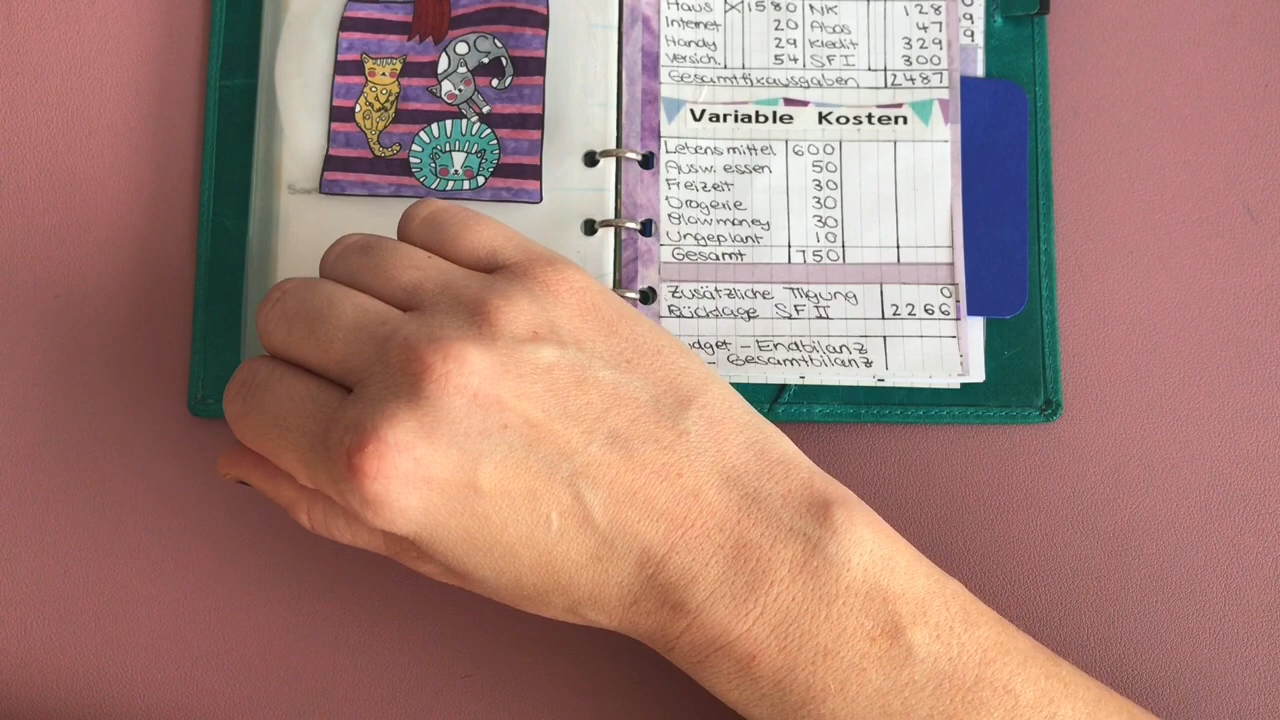 Haus X 1580 NK 128
Internet 20 Abos 47
Handy 29 Kredit 329
Versich. 54 SFI 300
Gesamtfixausgaben 2487
Variable Kosten
Lebensmittel 600
Ausw. essen 50
Freizeit 30
Drogerie 30
Blowmoney 30
Ungeplant 10
Gesamt 750
Zusätzliche Tilgung 0
Rücklage SF II 2266
udget - Endbilanz
- Gesamtbilanz